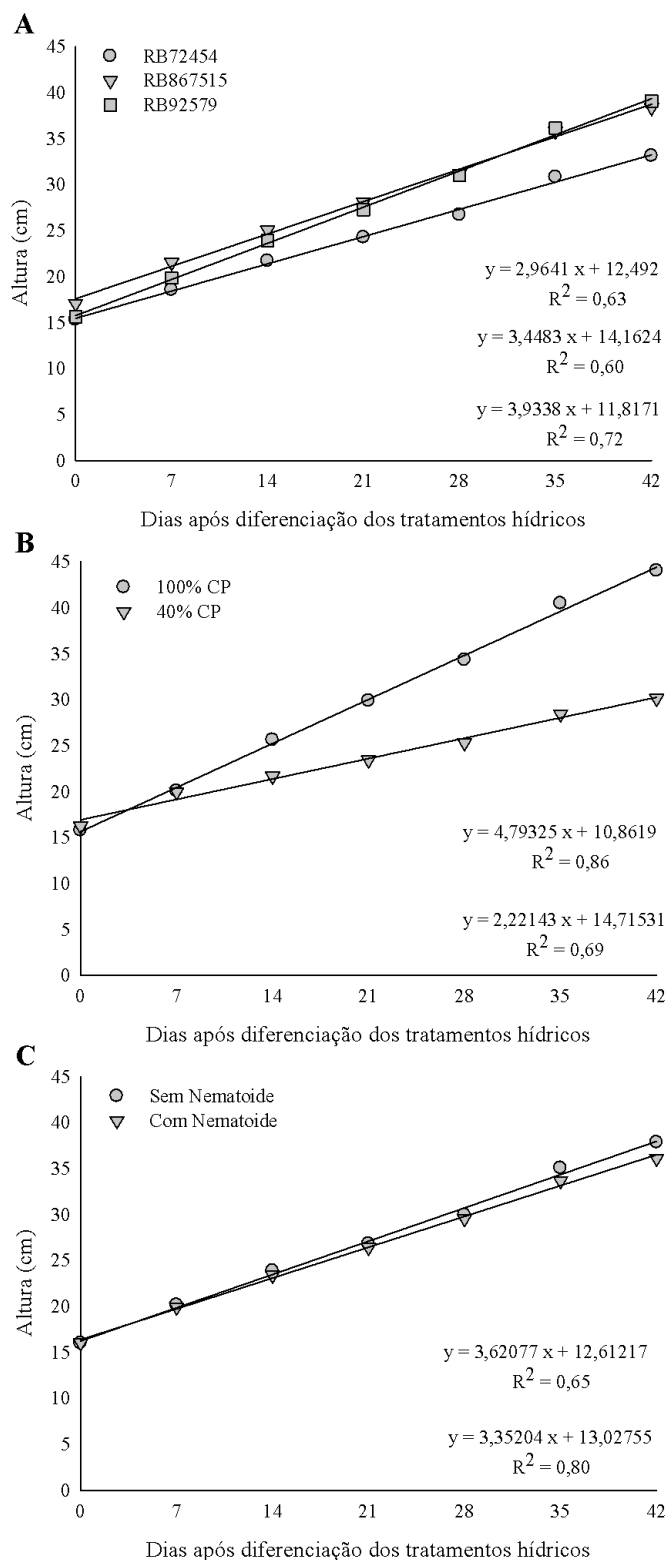 A
45
40
35
30
25
20
15
10
5
0
Altura (cm)
RB72454
RB867515
RB92579
y = 2,9641 x + 12,492
R² = 0,63
y = 3,4483 x + 14,1624
R² = 0,60
y = 3,9338 x + 11,8171
R² = 0,72
0 7 14 21 28 35 42
Dias após diferenciação dos tratamentos hídricos
B
45
40
35
30
25
20
15
10
5
0
Altura (cm)
100% CP
40% CP
y = 4,79325 x + 10,8619
R² = 0,86
y = 2,22143 x + 14,71531
R² = 0,69
0 7 14 21 28 35 42
Dias após diferenciação dos tratamentos hídricos
C
45
40
35
30
25
20
15
10
5
0
Altura (cm)
Sem Nematoide
Com Nematoide
y = 3,62077 x + 12,61217
R² = 0,65
y = 3,35204 x + 13,02755
R² = 0,80
0 7 14 21 28 35 42
Dias após diferenciação dos tratamentos hídricos